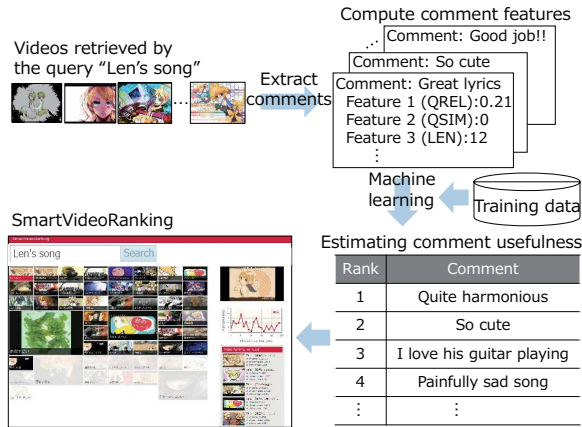 Compute comment features
Videos retrieved by
the query “Len’s song”
...
Extract
comments
...
Comment: Good job!!
Comment: So cute
Comment: Great lyrics
Feature 1 (QREL):0.21
Feature 2 (QSIM):0
Feature 3 (LEN):12
⋮
Machine
learning
Training data
SmartVideoRanking
Len's song
Search
Estimating comment usefulness
Rank Comment
1 Quite harmonious
2 So cute
3 I love his guitar playing
4 Painfully sad song
⋮ ⋮